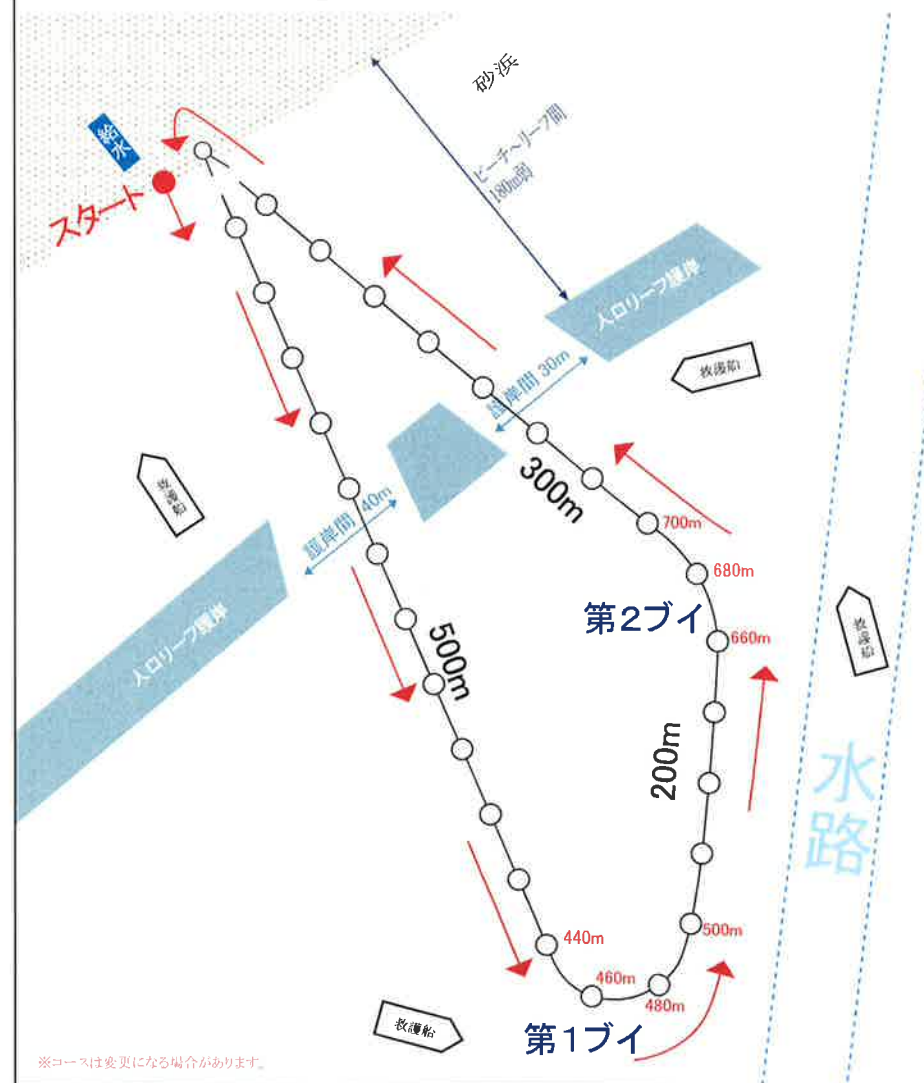 砂浜
給水
スタート
ビーチ~リーフ間
180m弱
人口リーフ護岸
救護船
護岸間 30m
300m
救護船
護岸間 40m
700m
680m
人口リーフ護岸
第2ブイ
660m
救護船
500m
200m
水路
440m
500m
460m
480m
救護船
第1ブイ
※コースは変更になる場合があります。